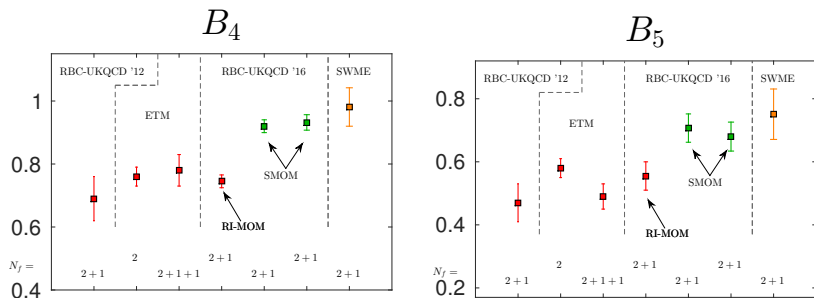 B4
RBC-UKQCD '12
RBC-UKQCD '16
SWME
ETM
SMOM
RI-MOM
1
0.8
0.6
0.4
N_f =
2
2 + 1
2 + 1
2 + 1
2 + 1 + 1
2 + 1
2 + 1
B5
RBC-UKQCD '12
RBC-UKQCD '16
SWME
ETM
SMOM
RI-MOM
0.8
0.6
0.4
0.2
N_f =
2
2 + 1
2 + 1
2 + 1 + 1
2 + 1
2 + 1
2 + 1